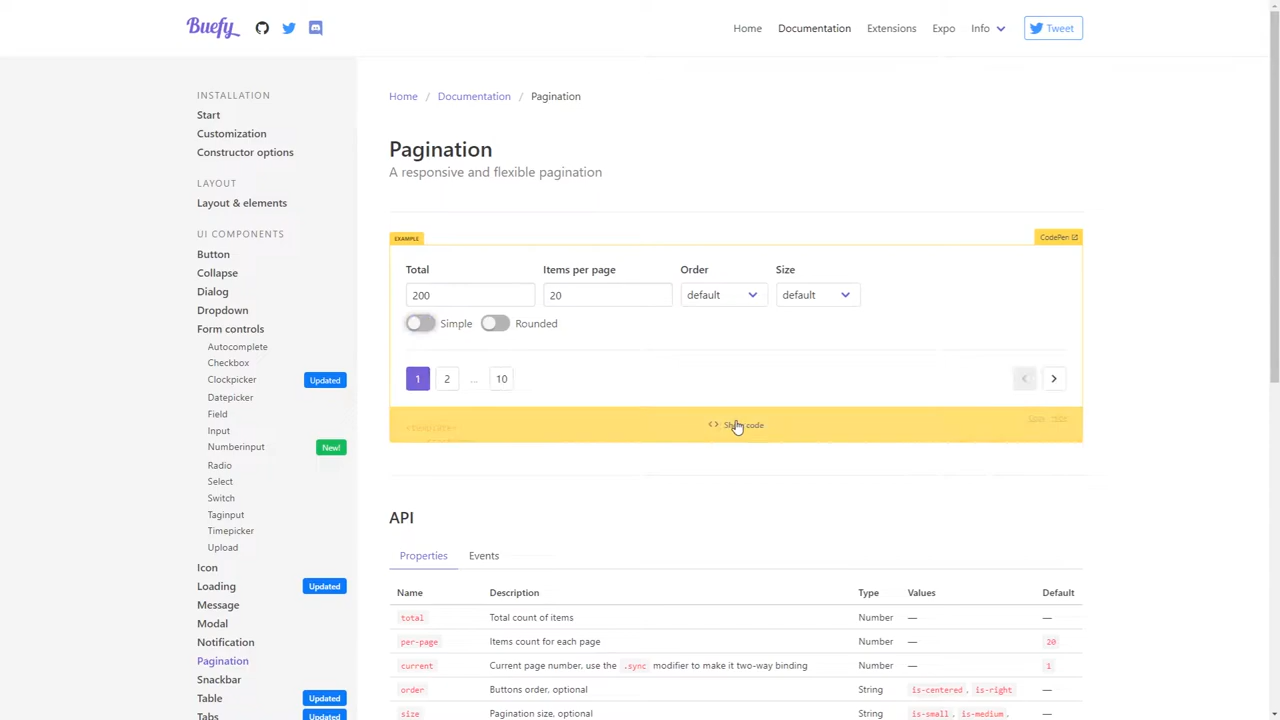 Buefy
Home
Documentation
Extensions
Expo
Info
Tweet
INSTALLATION
Start
Customization
Constructor options
LAYOUT
Layout & elements
UI COMPONENTS
Button
Collapse
Dialog
Dropdown
Form controls
Autocomplete
Checkbox
Clockpicker Updated
Datepicker
Field
Input
Numberinput New!
Radio
Select
Switch
Taginput
Timepicker
Upload
Icon
Loading Updated
Message
Modal
Notification
Pagination
Snackbar
Table Updated
Tabs Updated
Home / Documentation / Pagination
Pagination
A responsive and flexible pagination
EXAMPLE
CodePen
Total Items per page Order Size
200 20 default default
Simple Rounded
1 2 ... 10
Show code
API
Properties Events
Name Description Type Values Default
total Total count of items Number — —
per-page Items count for each page Number — 20
current Current page number, use the .sync modifier to make it two-way binding Number — 1
order Buttons order, optional String is-centered, is-right —
size Pagination size, optional String is-small, is-medium, —